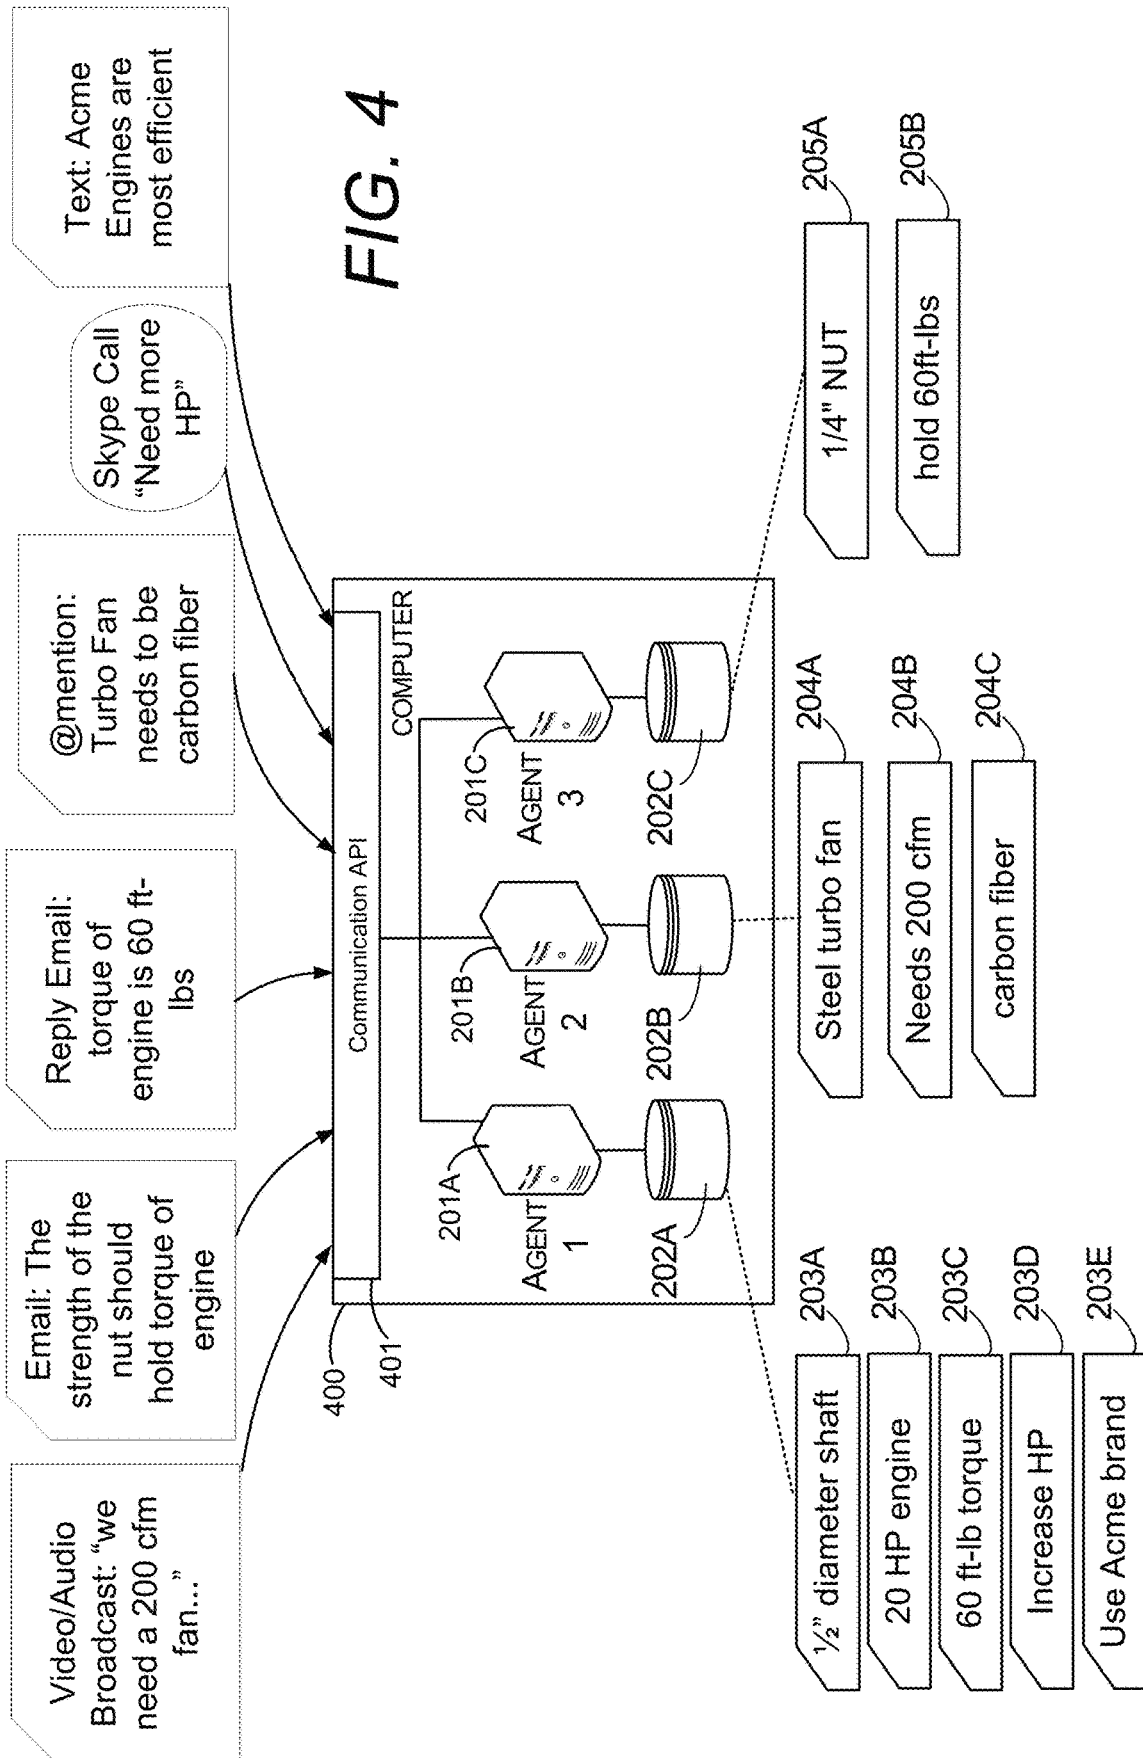 Video/Audio
Broadcast: “we
need a 200 cfm
fan...”
Email: The
strength of the
nut should
hold torque of
engine
Reply Email:
torque of
engine is 60 ft-
lbs
@mention:
Turbo Fan
needs to be
carbon fiber
Skype Call
“Need more
HP”
Text: Acme
Engines are
most efficient
400
401
Communication API
COMPUTER
201A
AGENT
1
201B
AGENT
2
201C
AGENT
3
202A
202B
202C
FIG. 4
½” diameter shaft
203A
20 HP engine
203B
60 ft-lb torque
203C
Increase HP
203D
Use Acme brand
203E
Steel turbo fan
204A
Needs 200 cfm
204B
carbon fiber
204C
1/4" NUT
205A
hold 60ft-lbs
205B